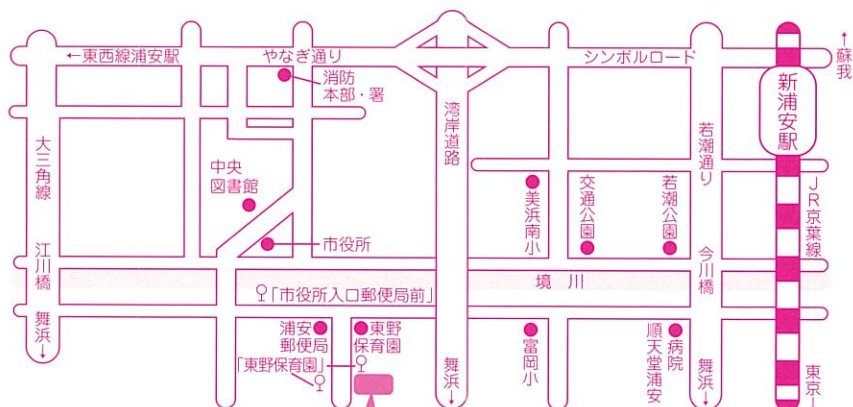 ←東西線浦安駅
やなぎ通り
シンボルロード
↑蘇我
消防
本部・署
新浦安駅
湾岸道路
若潮通り
大三角線
中央
図書館
美浜南小
交通公園
若潮公園
JR京葉線
市役所
江川橋
今川橋
境川
「市役所入口郵便局前」
舞浜↓
浦安
郵便局
東野
保育園
「東野保育園」
舞浜↓
富岡小
順天堂浦安
病院
舞浜↓
東京↓